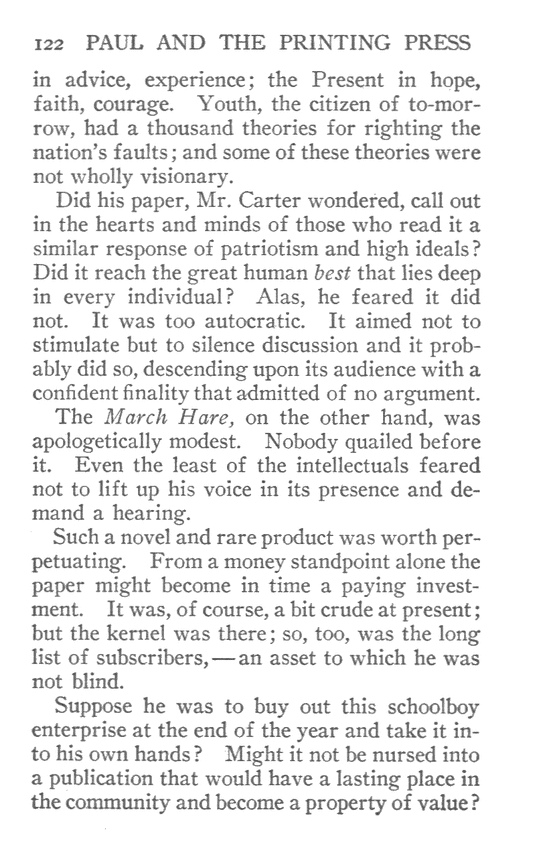 122 PAUL AND THE PRINTING PRESS
in advice, experience; the Present in hope,
faith, courage. Youth, the citizen of to-mor-
row, had a thousand theories for righting the
nation's faults; and some of these theories were
not wholly visionary.
Did his paper, Mr. Carter wondered, call out
in the hearts and minds of those who read it a
similar response of patriotism and high ideals?
Did it reach the great human best that lies deep
in every individual? Alas, he feared it did
not. It was too autocratic. It aimed not to
stimulate but to silence discussion and it prob-
ably did so, descending upon its audience with a
confident finality that admitted of no argument.
The March Hare, on the other hand, was
apologetically modest. Nobody quailed before
it. Even the least of the intellectuals feared
not to lift up his voice in its presence and de-
mand a hearing.
Such a novel and rare product was worth per-
petuating. From a money standpoint alone the
paper might become in time a paying invest-
ment. It was, of course, a bit crude at present;
but the kernel was there; so, too, was the long
list of subscribers,—an asset to which he was
not blind.
Suppose he was to buy out this schoolboy
enterprise at the end of the year and take it in-
to his own hands? Might it not be nursed into
a publication that would have a lasting place in
the community and become a property of value?